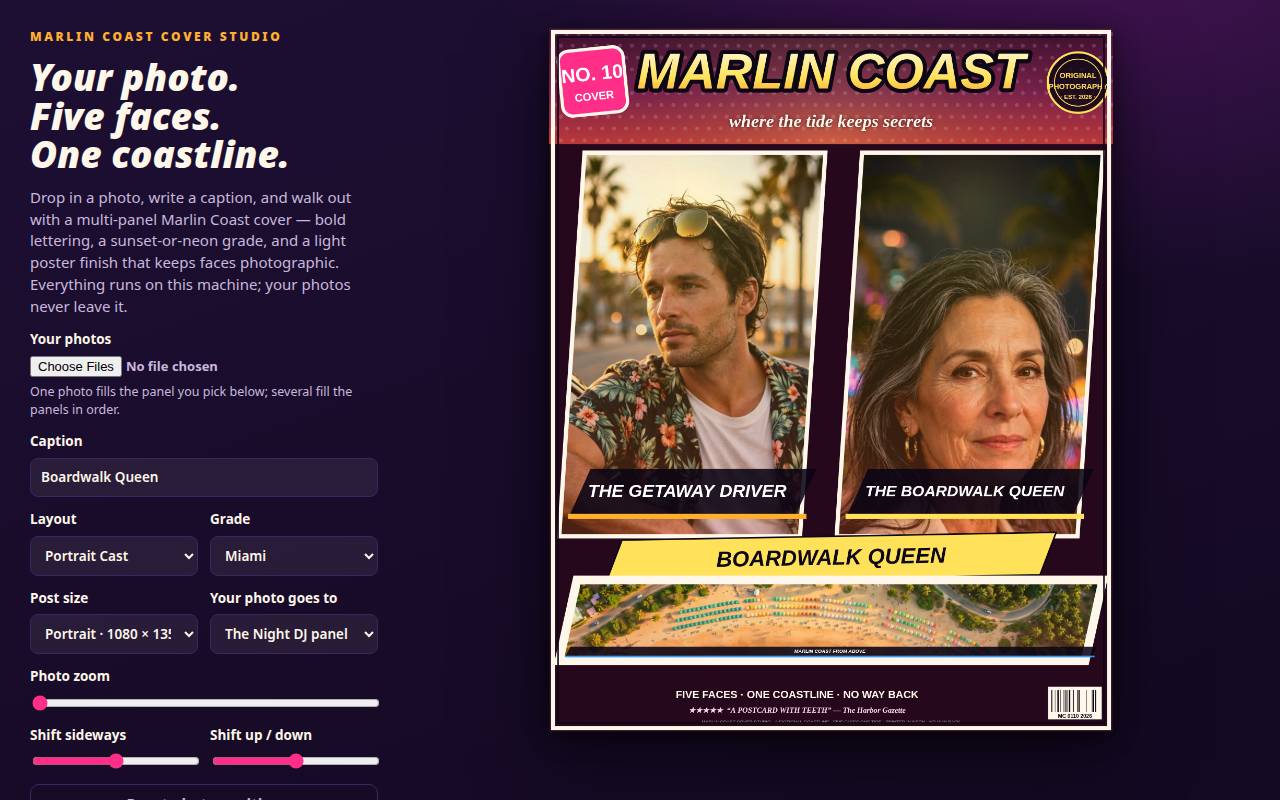 MARLIN COAST COVER STUDIO
Your photo.
Five faces.
One coastline.
Drop in a photo, write a caption, and walk out
with a multi-panel Marlin Coast cover — bold
lettering, a sunset-or-neon grade, and a light
poster finish that keeps faces photographic.
Everything runs on this machine; your photos
never leave it.
Your photos
Choose Files No file chosen
One photo fills the panel you pick below; several fill the
panels in order.
Caption
Boardwalk Queen
Layout Grade
Portrait Cast Miami
Post size Your photo goes to
Portrait · 1080 × 135 The Night DJ panel
Photo zoom
Shift sideways Shift up / down
NO. 10
COVER
MARLIN COAST
where the tide keeps secrets
ORIGINAL
PHOTOGRAPH
EST. 2026
THE GETAWAY DRIVER
THE BOARDWALK QUEEN
BOARDWALK QUEEN
MARLIN COAST FROM ABOVE
FIVE FACES · ONE COASTLINE · NO WAY BACK
★★★★★ “A POSTCARD WITH TEETH” — The Harbor Gazette
MC 0110 2026